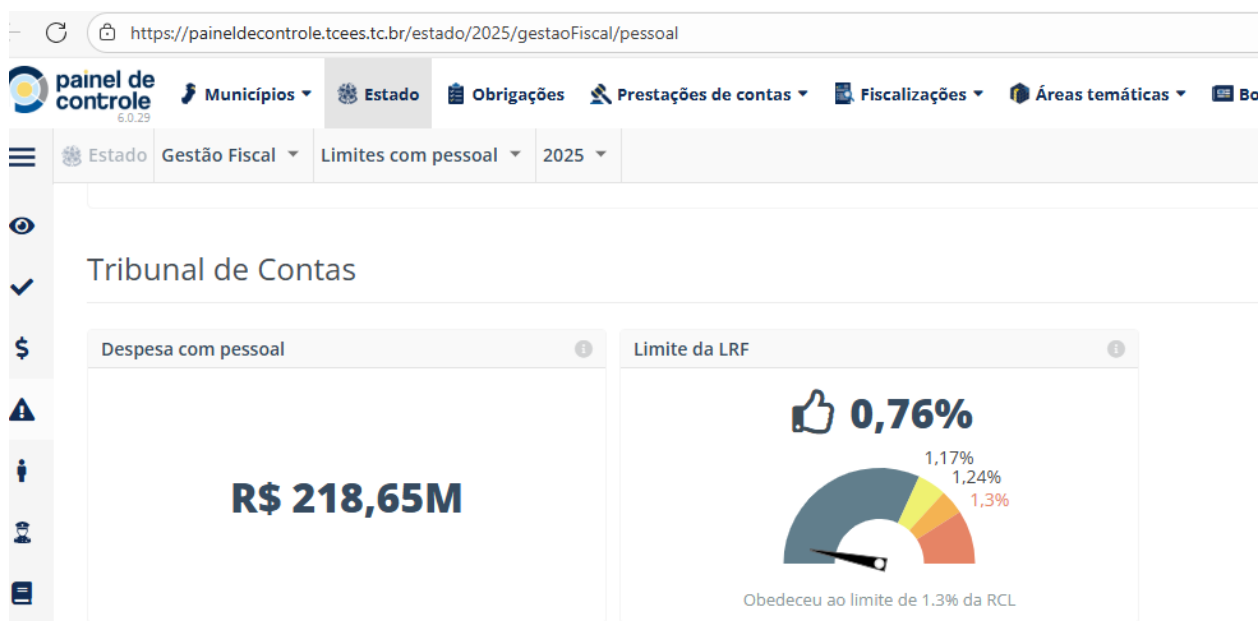 https://paineldecontrole.tcees.tc.br/estado/2025/gestaoFiscal/pessoal
painel de controle
6.0.29
Municípios
Estado
Obrigações
Prestações de contas
Fiscalizações
Áreas temáticas
Bo
Estado
Gestão Fiscal
Limites com pessoal
2025
Tribunal de Contas
Despesa com pessoal
R$ 218,65M
Limite da LRF
0,76%
1,17%
1,24%
1,3%
Obedeceu ao limite de 1.3% da RCL